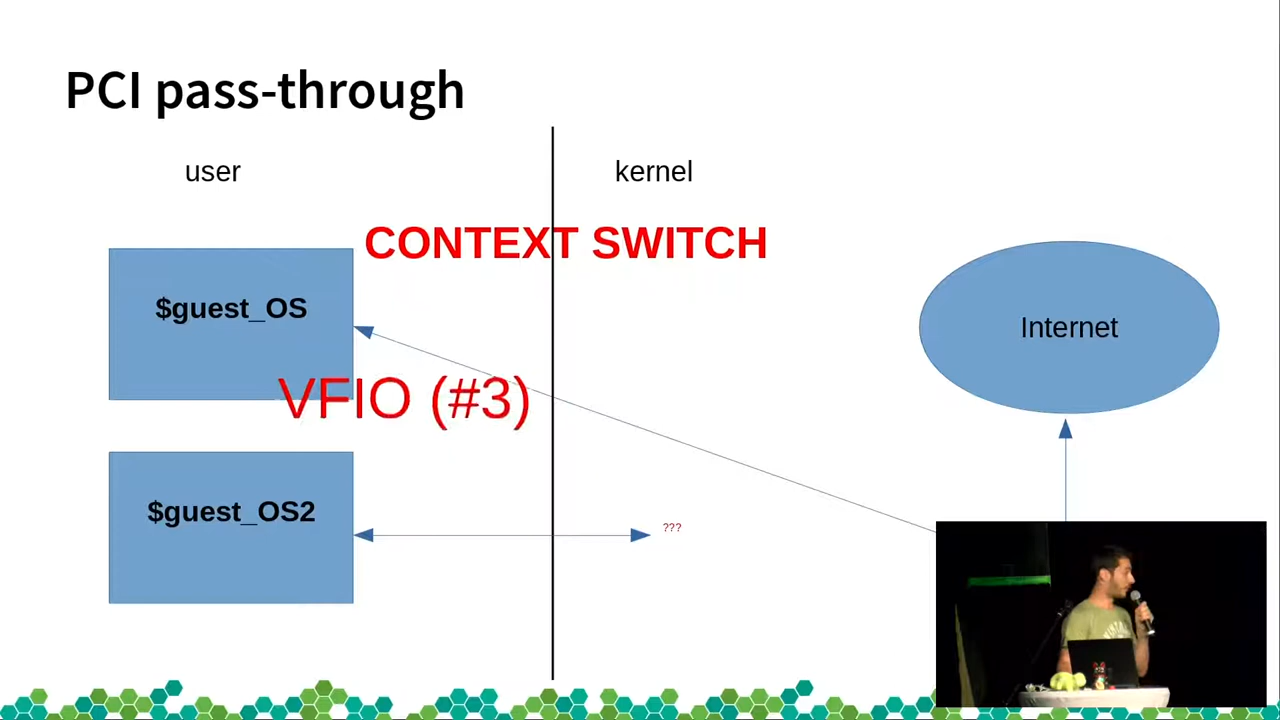 PCI pass-through
user
kernel
CONTEXT SWITCH
$guest_OS
Internet
VFIO (#3)
$guest_OS2
???